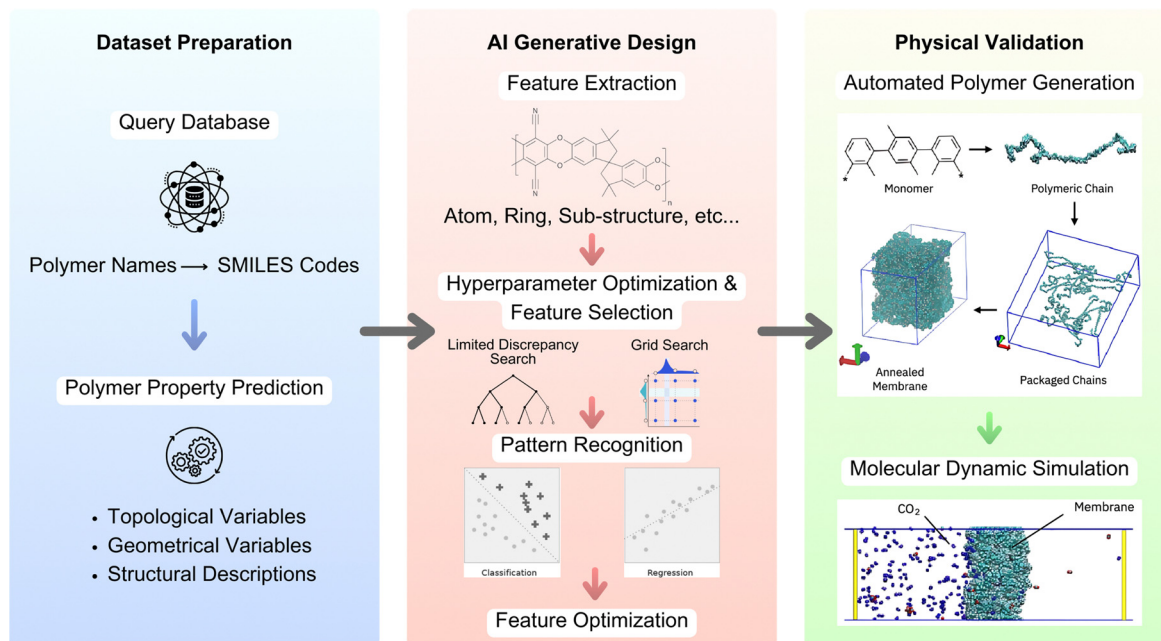 Dataset Preparation
Query Database
Polymer Names → SMILES Codes
Polymer Property Prediction
• Topological Variables
• Geometrical Variables
• Structural Descriptions
AI Generative Design
Feature Extraction
N
O
O
O
O
N
n
Atom, Ring, Sub-structure, etc...
Hyperparameter Optimization &
Feature Selection
Limited Discrepancy
Search
Grid Search
Pattern Recognition
Classification
Regression
Feature Optimization
Physical Validation
Automated Polymer Generation
*
*
Monomer
Polymeric Chain
Annealed
Membrane
Packaged Chains
Molecular Dynamic Simulation
CO₂
Membrane